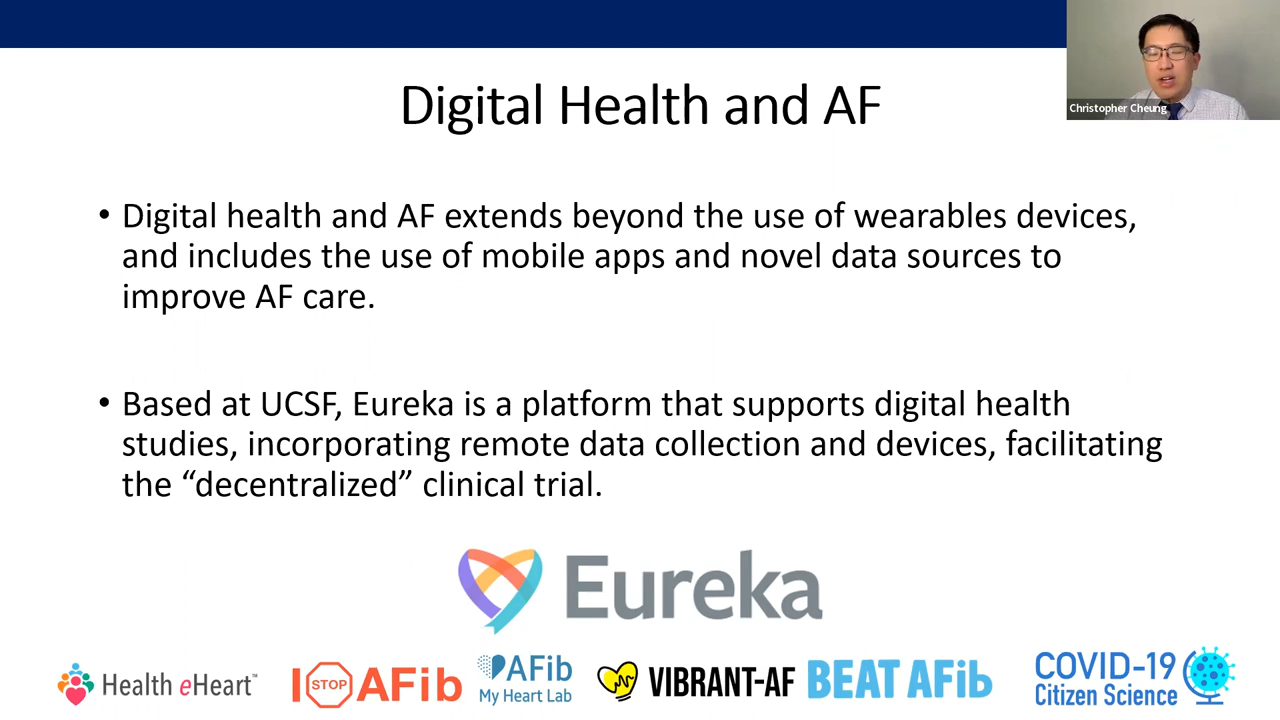 Christopher Cheung
Digital Health and AF
• Digital health and AF extends beyond the use of wearables devices,
and includes the use of mobile apps and novel data sources to
improve AF care.
• Based at UCSF, Eureka is a platform that supports digital health
studies, incorporating remote data collection and devices, facilitating
the “decentralized” clinical trial.
Eureka
Health eHeart™
I STOP AFib
AFib
My Heart Lab
VIBRANT-AF
BEAT AFib
COVID-19
Citizen Science